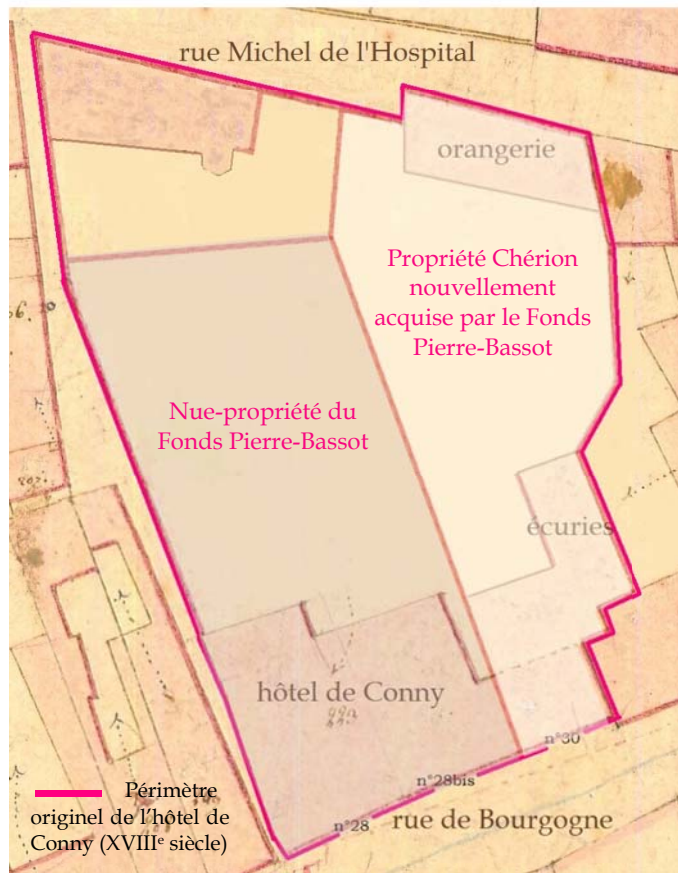 rue Michel de l'Hospital
orangerie
Propriété Chérion
nouvellement
acquise par le Fonds
Pierre-Bassot
Nue-propriété du
Fonds Pierre-Bassot
écuries
hôtel de Conny
n°30
n°28bis
n°28
rue de Bourgogne
Périmètre
originel de l'hôtel de
Conny (XVIIIᵉ siècle)